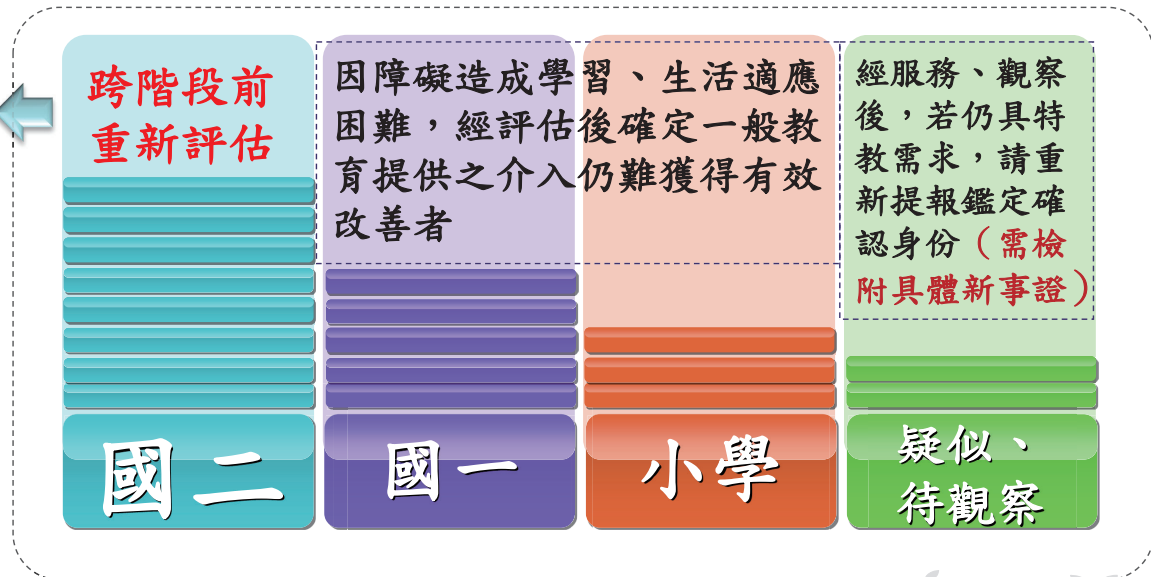 跨階段前
重新評估
因障礙造成學習、生活適應
困難，經評估後確定一般教
育提供之介入仍難獲得有效
改善者
經服務、觀察
後，若仍具特
教需求，請重
新提報鑑定確
認身份（需檢
附具體新事證）
國二
國一
小學
疑似、
待觀察